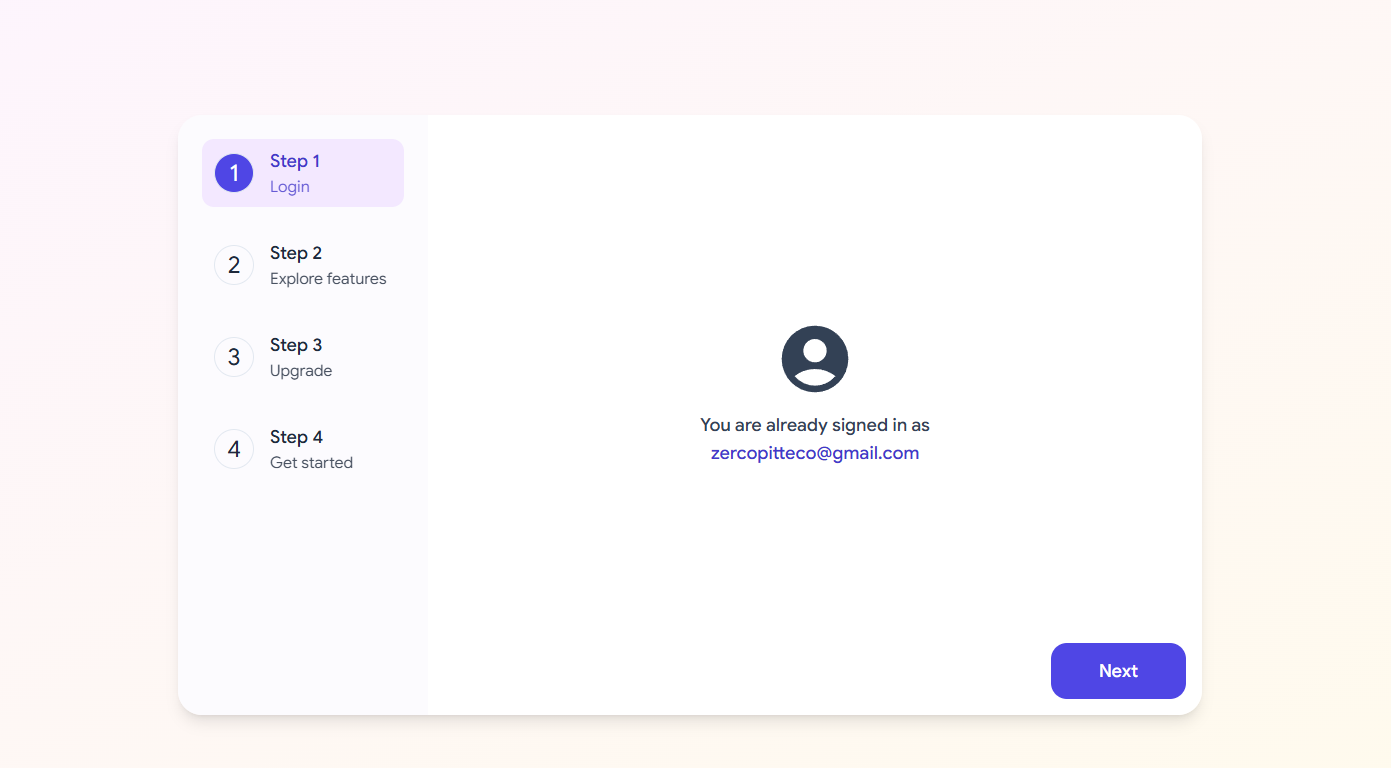 1
Step 1
Login
2
Step 2
Explore features
3
Step 3
Upgrade
4
Step 4
Get started
You are already signed in as
zercopitteco@gmail.com
Next